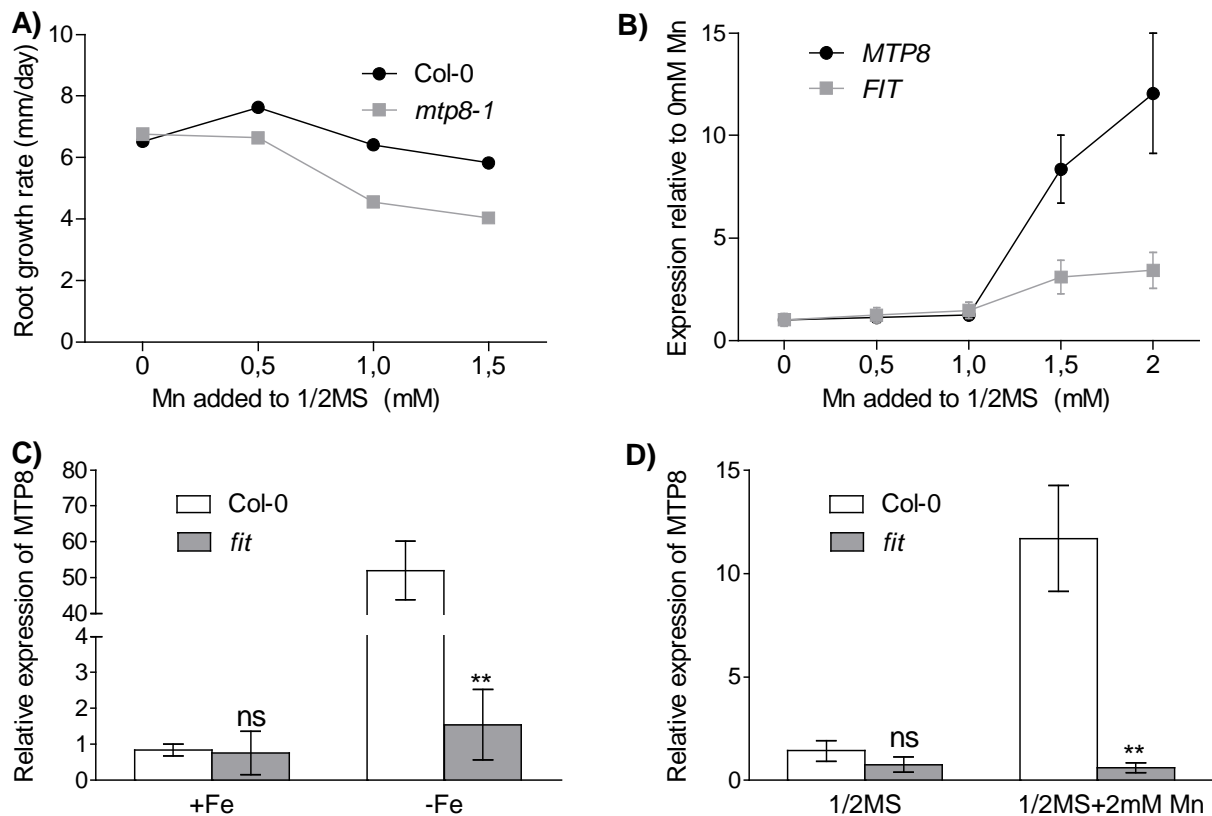 A)
Root growth rate (mm/day)
10
8
6
4
2
0
Col-0
mtp8-1
0 0,5 1,0 1,5
Mn added to 1/2MS (mM)
B)
Expression relative to 0mM Mn
15
10
5
0
MTP8
FIT
0 0,5 1,0 1,5 2
Mn added to 1/2MS (mM)
C)
Relative expression of MTP8
80
70
60
50
40
4
3
2
1
0
Col-0
fit
ns
**
+Fe -Fe
D)
Relative expression of MTP8
15
10
5
0
Col-0
fit
ns
**
1/2MS 1/2MS+2mM Mn